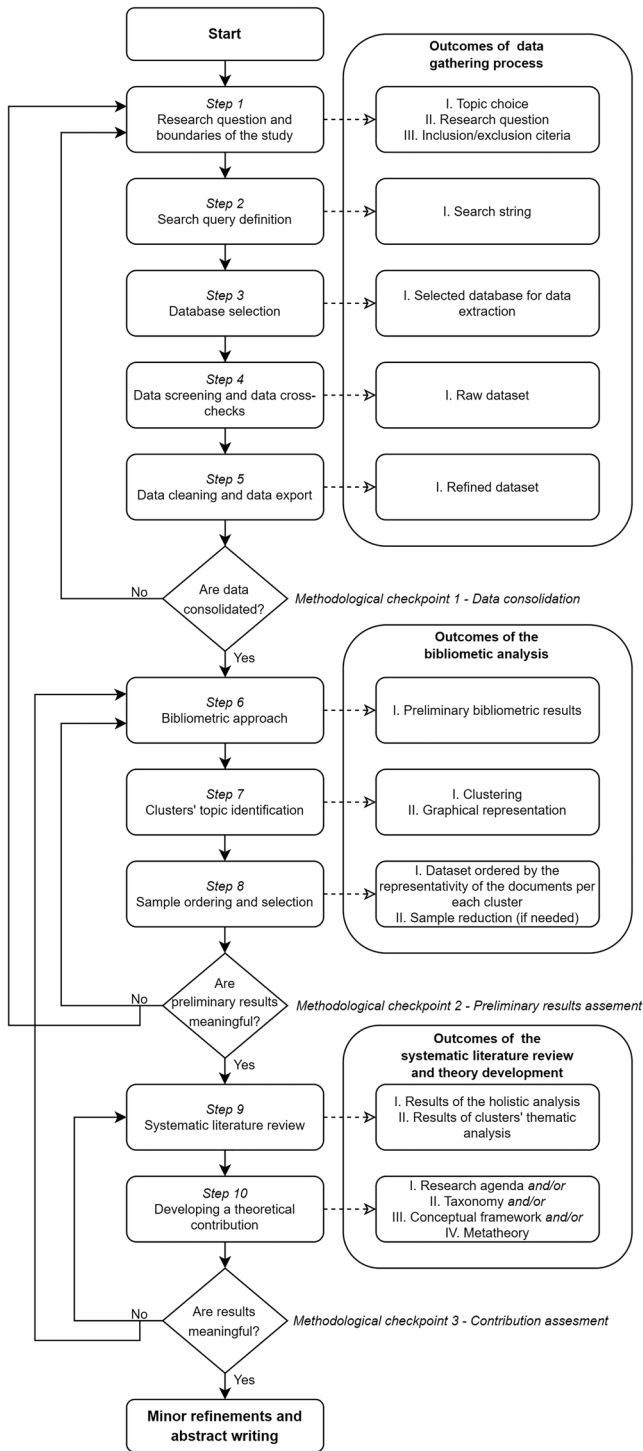 Start
Outcomes of data
gathering process
Step 1
Research question and
boundaries of the study
I. Topic choice
II. Research question
III. Inclusion/exclusion citeria
Step 2
Search query definition
I. Search string
Step 3
Database selection
I. Selected database for data
extraction
Step 4
Data screening and data cross-
checks
I. Raw dataset
Step 5
Data cleaning and data export
I. Refined dataset
No
Are data
consolidated?
Methodological checkpoint 1 - Data consolidation
Yes
Outcomes of the
bibliometic analysis
Step 6
Bibliometric approach
I. Preliminary bibliometric results
Step 7
Clusters' topic identification
I. Clustering
II. Graphical representation
Step 8
Sample ordering and selection
I. Dataset ordered by the
representativity of the documents per
each cluster
II. Sample reduction (if needed)
No
Are
preliminary results
meaningful?
Methodological checkpoint 2 - Preliminary results assement
Yes
Outcomes of the
systematic literature review
and theory development
Step 9
Systematic literature review
I. Results of the holistic analysis
II. Results of clusters' thematic
analysis
Step 10
Developing a theoretical
contribution
I. Research agenda and/or
II. Taxonomy and/or
III. Conceptual framework and/or
IV. Metatheory
No
Are results
meaningful?
Methodological checkpoint 3 - Contribution assesment
Yes
Minor refinements and
abstract writing